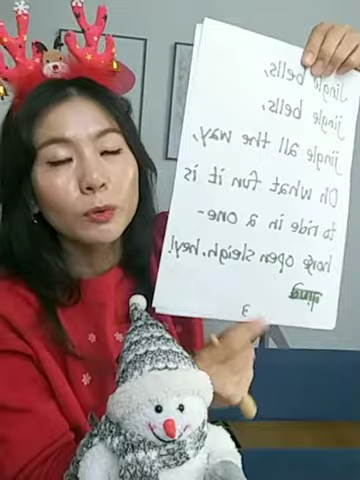 Jingle bells,
jingle bells,
jingle all the way,
Oh what fun it is
to ride in a one-
horse open sleigh, hey!
3